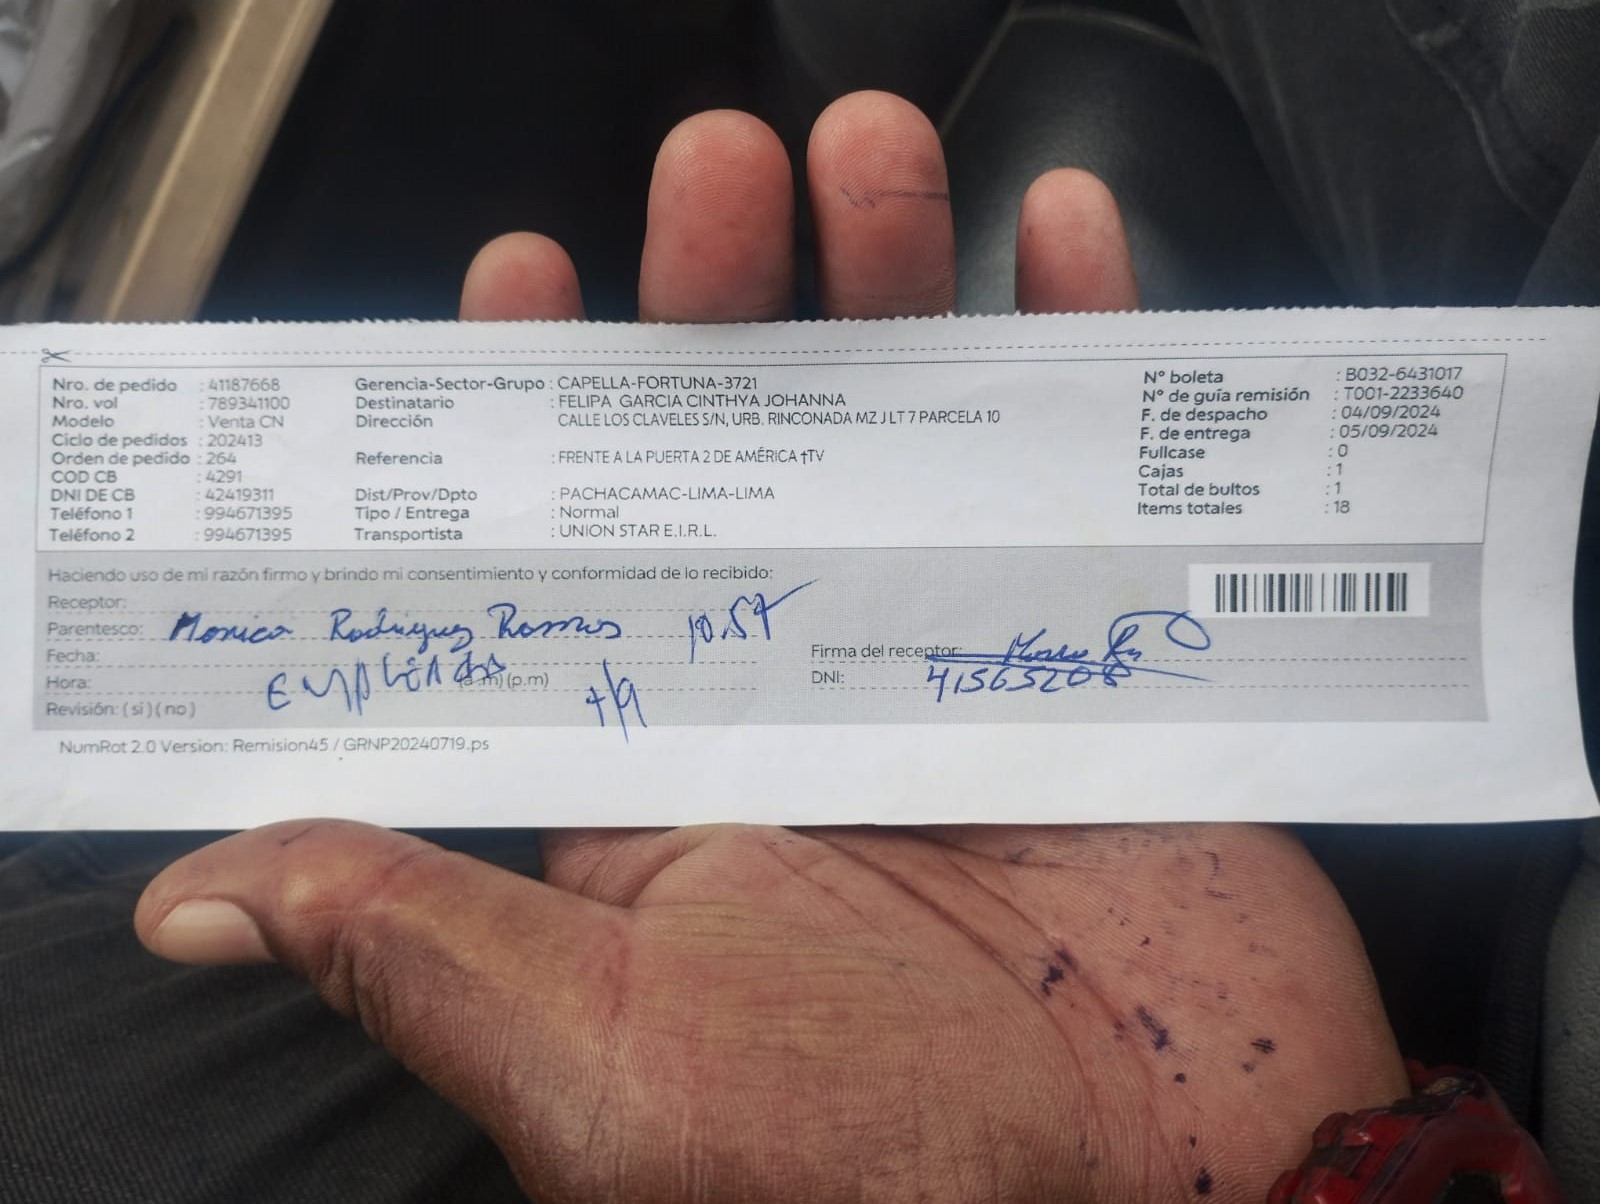 Nro. de pedido : 41187668 Gerencia-Sector-Grupo : CAPELLA-FORTUNA-3721 N° boleta : B032-6431017
Nro. vol : 789341100 Destinatario : FELIPA GARCIA CINTHYA JOHANNA N° de guía remisión : T001-2233640
Modelo : Venta CN Dirección CALLE LOS CLAVELES S/N, URB. RINCONADA MZ J LT 7 PARCELA 10 F. de despacho : 04/09/2024
Ciclo de pedidos : 202413 F. de entrega : 05/09/2024
Orden de pedido : 264 Referencia : FRENTE A LA PUERTA 2 DE AMÉRICA †TV Fullcase : 0
COD CB : 4291 Cajas : 1
DNI DE CB : 42419311 Dist/Prov/Dpto : PACHACAMAC-LIMA-LIMA Total de bultos : 1
Teléfono 1 : 994671395 Tipo / Entrega : Normal Items totales : 18
Teléfono 2 : 994671395 Transportista : UNION STAR E.I.R.L.
Haciendo uso de mi razón firmo y brindo mi consentimiento y conformidad de lo recibido:
Receptor:
Parentesco: Monica Rodriguez Ramos 10.57
Fecha: Firma del receptor:
Hora: Empleada (a.m) (p.m) DNI: 41565208
Revisión: ( si ) ( no )
NumRot 2.0 Version: Remision45 / GRNP20240719.ps